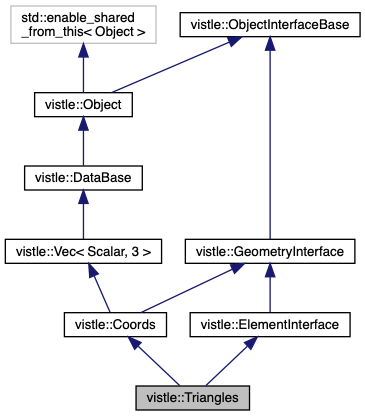 std::enable_shared
_from_this< Object >
vistle::ObjectInterfaceBase
vistle::Object
vistle::DataBase
vistle::Vec< Scalar, 3 >
vistle::GeometryInterface
vistle::Coords
vistle::ElementInterface
vistle::Triangles